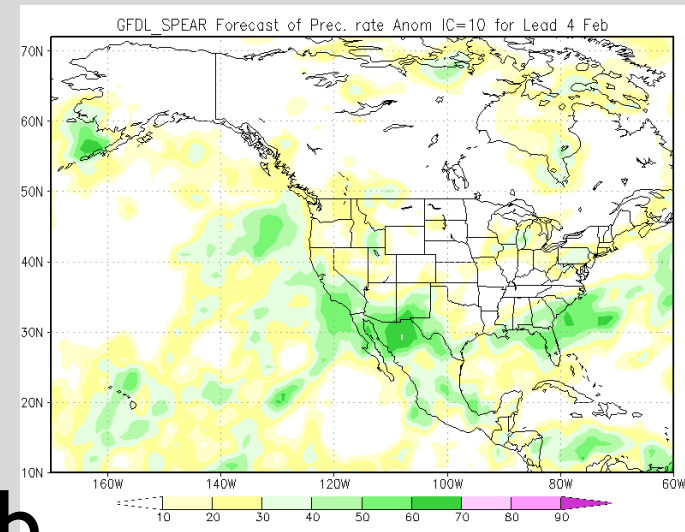 GFDL_SPEAR Forecast of Prec. rate Anom IC=10 for Lead 4 Feb
70N
60N
50N
40N
30N
20N
10N
160W 140W 120W 100W 80W 60W
10 20 30 40 50 60 70 80 90
b